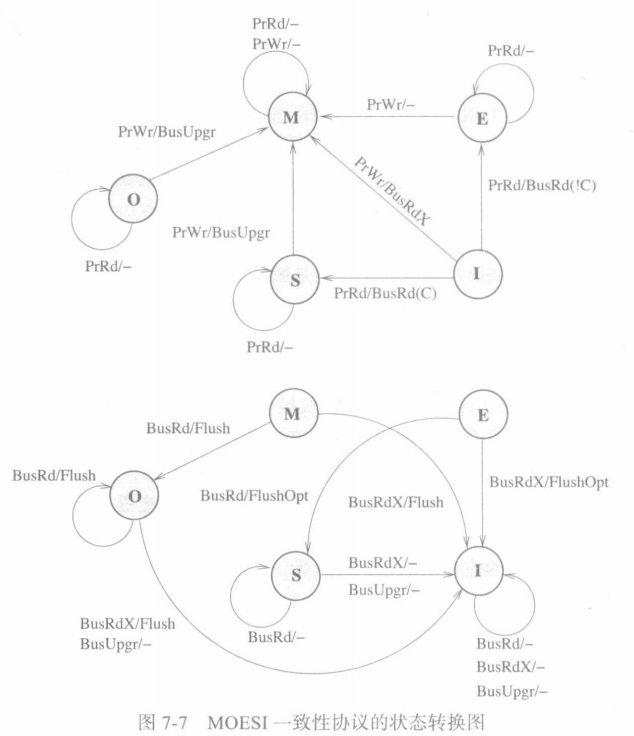 PrRd/–
PrWr/–
PrRd/–
M
PrWr/–
E
PrWr/BusUpgr
PrWr/BusRdX
PrRd/BusRd(!C)
O
PrWr/BusUpgr
PrRd/–
S
PrRd/BusRd(C)
I
PrRd/–
M
E
BusRd/Flush
BusRd/Flush
O
BusRd/FlushOpt
BusRdX/Flush
BusRdX/FlushOpt
S
BusRdX/–
BusUpgr/–
I
BusRd/–
BusRdX/Flush
BusUpgr/–
BusRd/–
BusRdX/–
BusUpgr/–
图 7-7 MOESI 一致性协议的状态转换图